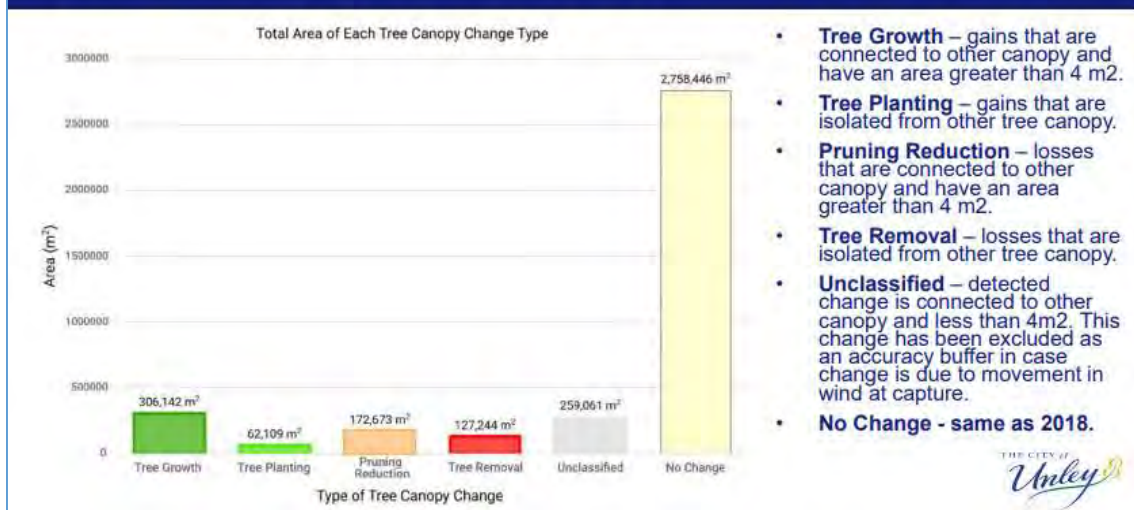 Total Area of Each Tree Canopy Change Type
3000000
2500000
2000000
1500000
1000000
500000
0
Area (m²)
306,142 m²
62,109 m²
172,673 m²
127,244 m²
259,061 m²
2,758,446 m²
Tree Growth
Tree Planting
Pruning
Reduction
Tree Removal
Unclassified
No Change
Type of Tree Canopy Change
• Tree Growth – gains that are
connected to other canopy and
have an area greater than 4 m2.
• Tree Planting – gains that are
isolated from other tree canopy.
• Pruning Reduction – losses
that are connected to other
canopy and have an area
greater than 4 m2.
• Tree Removal – losses that are
isolated from other tree canopy.
• Unclassified – detected
change is connected to other
canopy and less than 4m2. This
change has been excluded as
an accuracy buffer in case
change is due to movement in
wind at capture.
• No Change - same as 2018.
THE CITY of
Unley